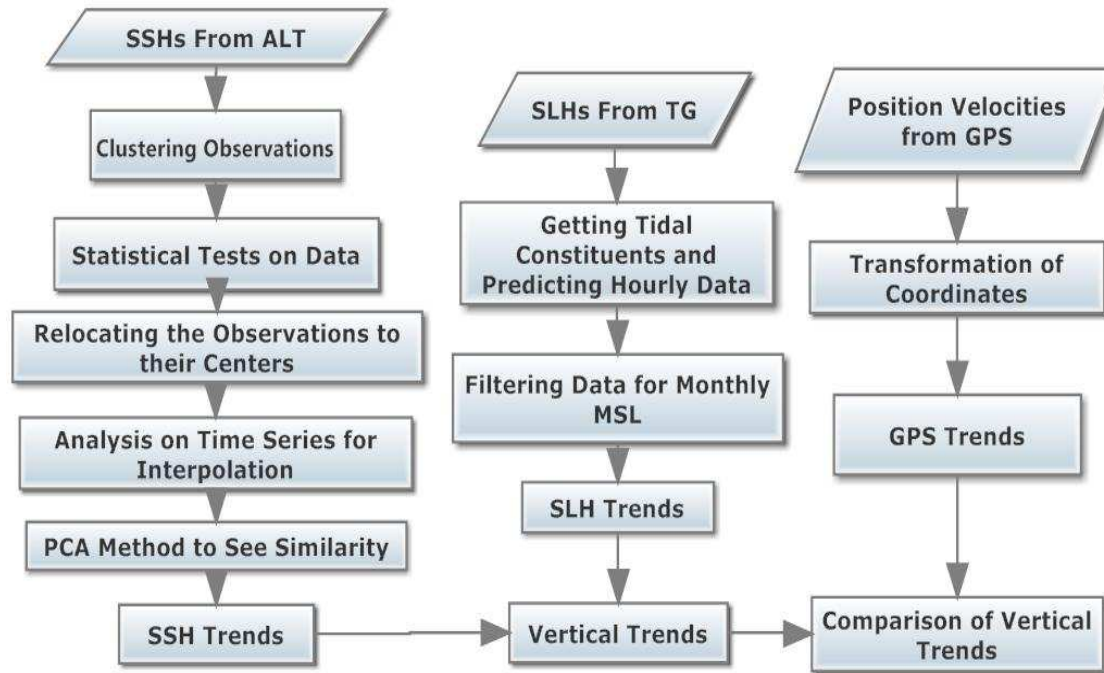 SSHs From ALT
Clustering Observations
Statistical Tests on Data
Relocating the Observations to
their Centers
Analysis on Time Series for
Interpolation
PCA Method to See Similarity
SSH Trends
SLHs From TG
Getting Tidal
Constituents and
Predicting Hourly Data
Filtering Data for Monthly
MSL
SLH Trends
Vertical Trends
Position Velocities
from GPS
Transformation of
Coordinates
GPS Trends
Comparison of Vertical
Trends